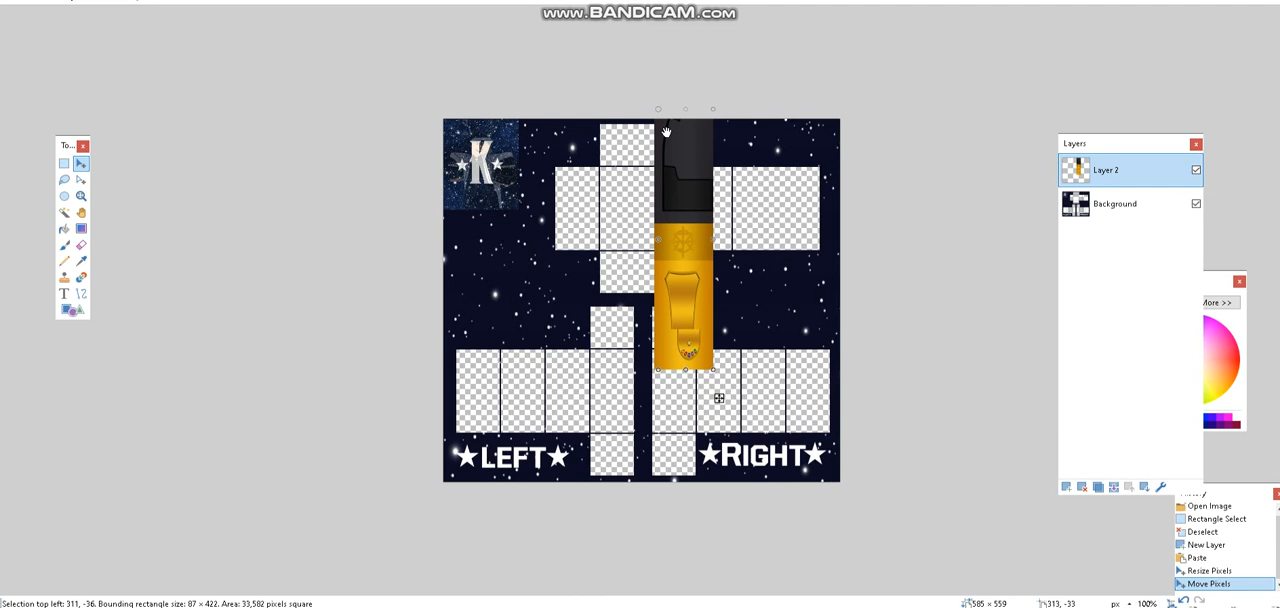 www.BANDICAM.com
To...
Layers
Layer 2
Background
K
More >>
★LEFT★
★RIGHT★
History
Open Image
Rectangle Select
Deselect
New Layer
Paste
Resize Pixels
Move Pixels
Selection top left: 311, -36. Bounding rectangle size: 87 × 422. Area: 33,582 pixels square
585 × 559
313, -33
px
100%